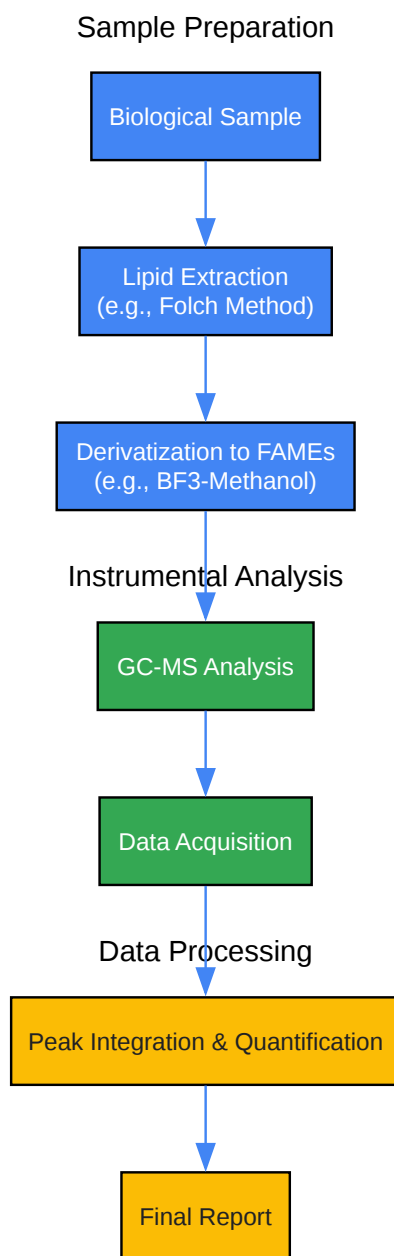 Sample Preparation
Biological Sample
Lipid Extraction
(e.g., Folch Method)
Derivatization to FAMEs
(e.g., BF3-Methanol)
Instrumental Analysis
GC-MS Analysis
Data Acquisition
Data Processing
Peak Integration & Quantification
Final Report